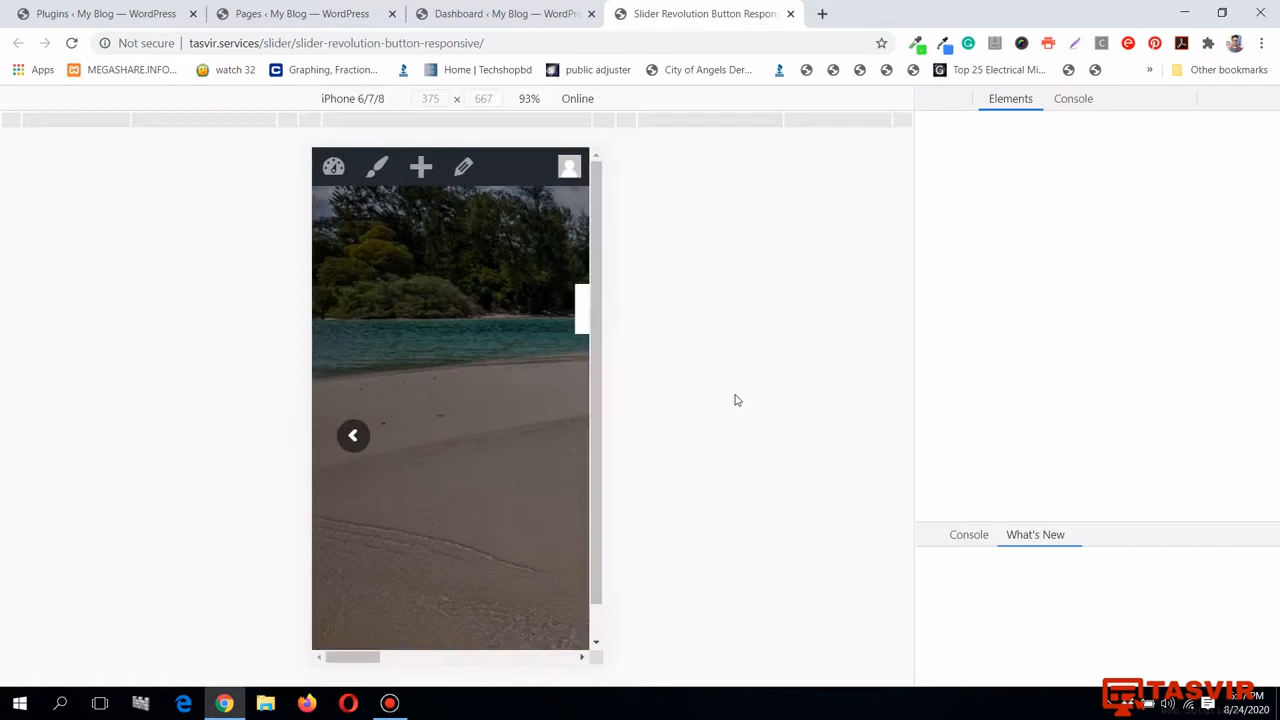 Plugins ‹ My Blog — WordPress
Pages ‹ My Blog — WordPress
Dashboard ‹ My Blog — WordPre
Slider Revolution Button Respons
Not secure
tasvir.services/slider/slider-revolution-button-responsive/
Apps
MEGASHARE.INFO...
watch 32
Graphing, Fraction...
Home | Techshopbd
public adjuster
City of Angels Der...
Top 25 Electrical Mi...
»
Other bookmarks
iPhone 6/7/8
375
×
667
93%
Online
Elements
Console
Console
What's New
TASVIR
8/24/2020